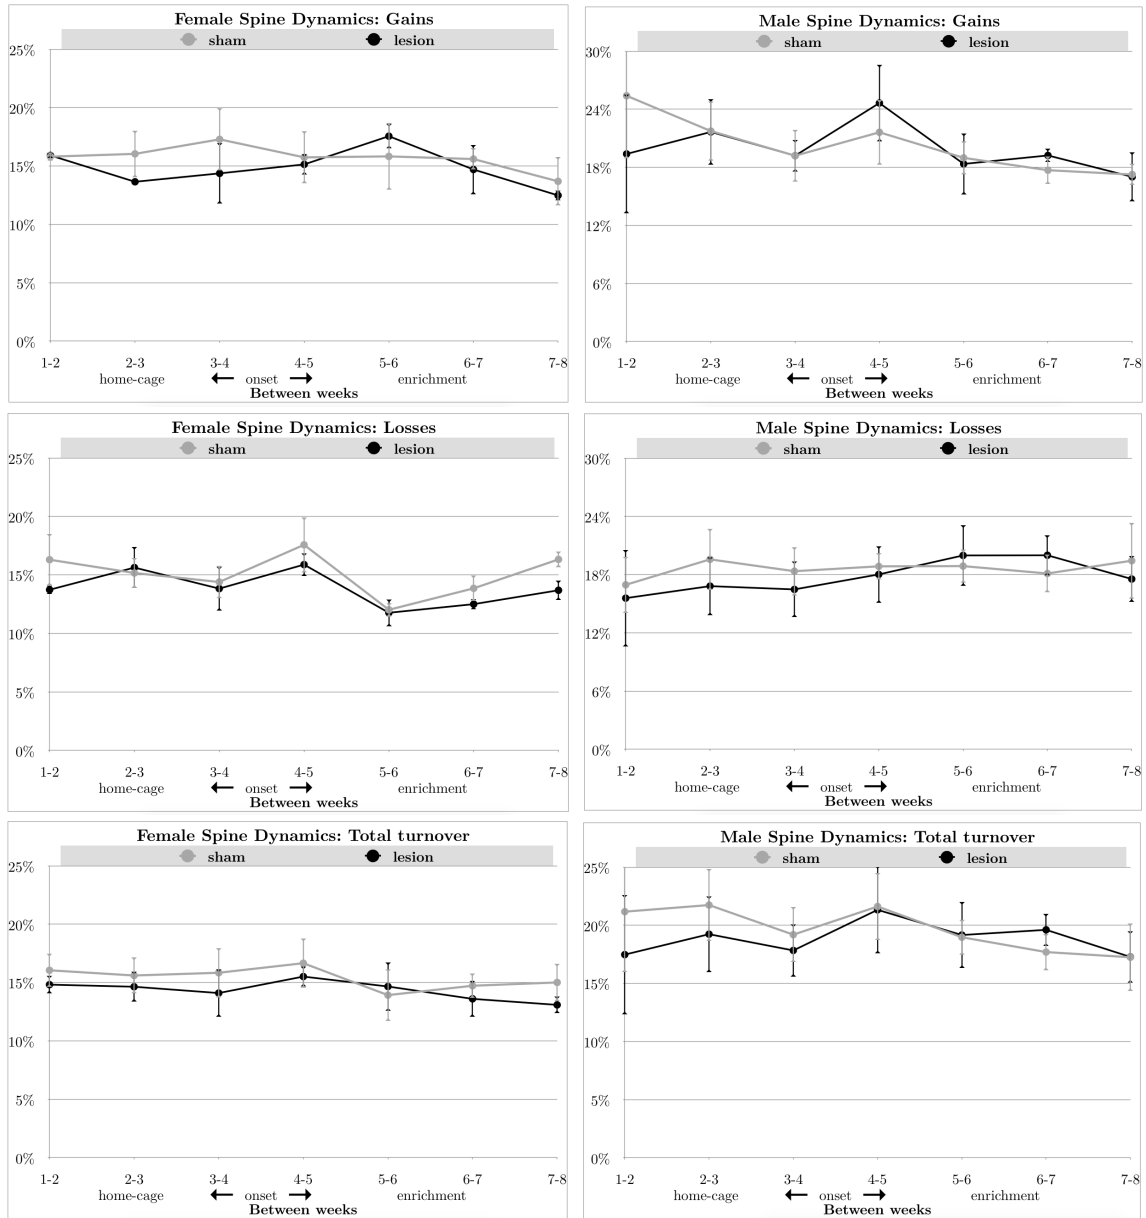 Female Spine Dynamics: Gains
sham lesion
25%
20%
15%
10%
5%
0%
1-2 2-3 3-4 4-5 5-6 6-7 7-8
home-cage onset enrichment
Between weeks
Male Spine Dynamics: Gains
sham lesion
30%
24%
18%
12%
6%
0%
1-2 2-3 3-4 4-5 5-6 6-7 7-8
home-cage onset enrichment
Between weeks
Female Spine Dynamics: Losses
sham lesion
25%
20%
15%
10%
5%
0%
1-2 2-3 3-4 4-5 5-6 6-7 7-8
home-cage onset enrichment
Between weeks
Male Spine Dynamics: Losses
sham lesion
30%
24%
18%
12%
6%
0%
1-2 2-3 3-4 4-5 5-6 6-7 7-8
home-cage onset enrichment
Between weeks
Female Spine Dynamics: Total turnover
sham lesion
25%
20%
15%
10%
5%
0%
1-2 2-3 3-4 4-5 5-6 6-7 7-8
home-cage onset enrichment
Between weeks
Male Spine Dynamics: Total turnover
sham lesion
25%
20%
15%
10%
5%
0%
1-2 2-3 3-4 4-5 5-6 6-7 7-8
home-cage onset enrichment
Between weeks